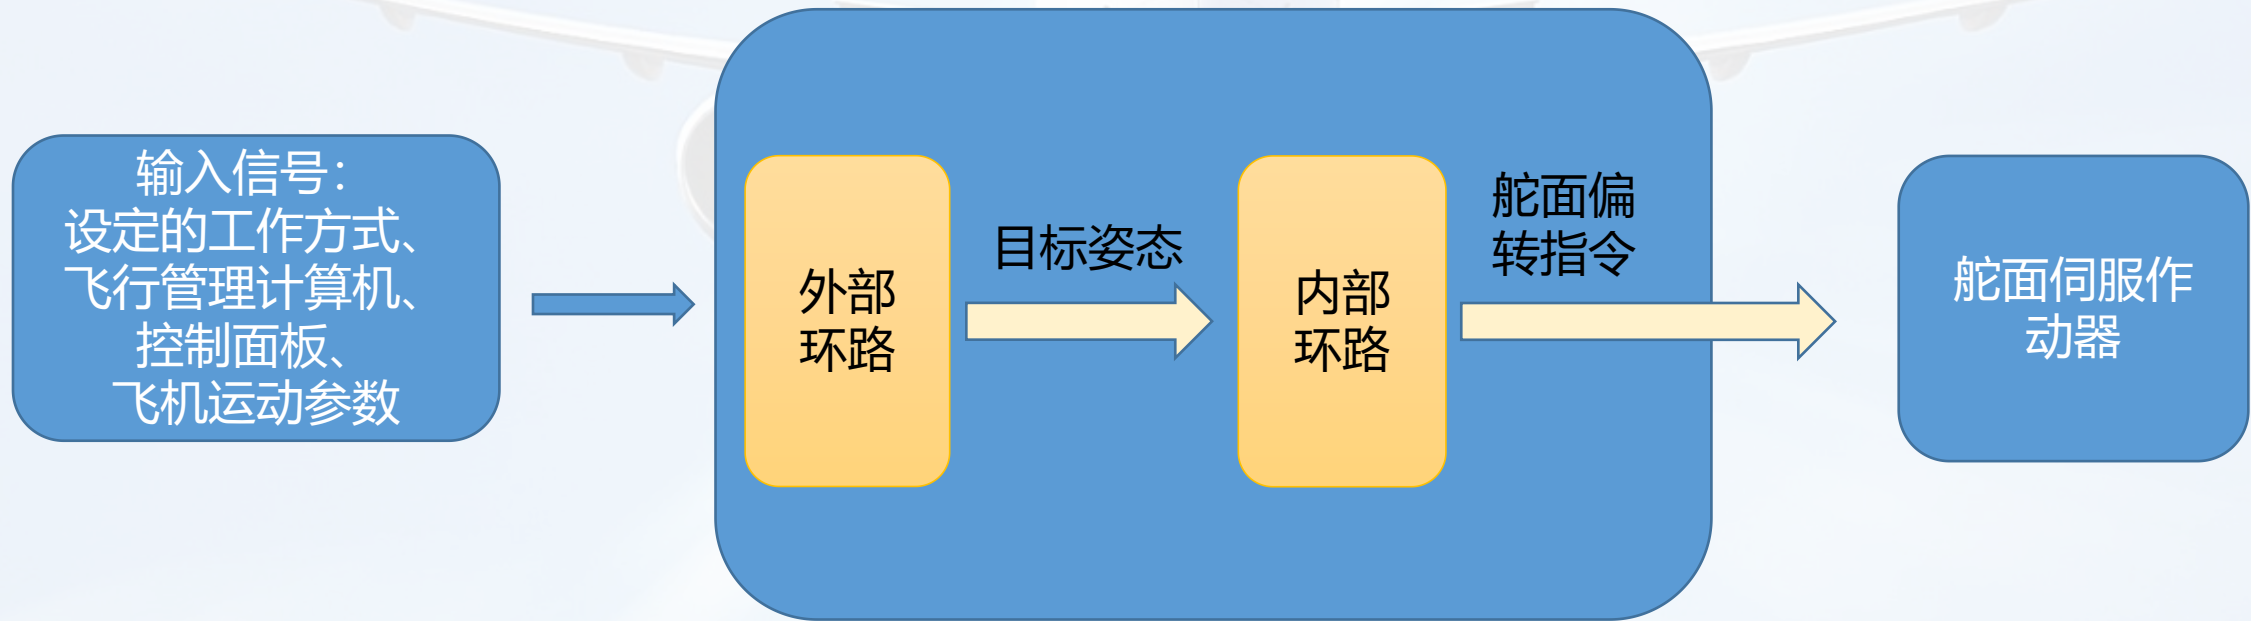 输入信号：
设定的工作方式、
飞行管理计算机、
控制面板、
飞机运动参数
外部
环路
目标姿态
内部
环路
舵面偏
转指令
舵面伺服作
动器